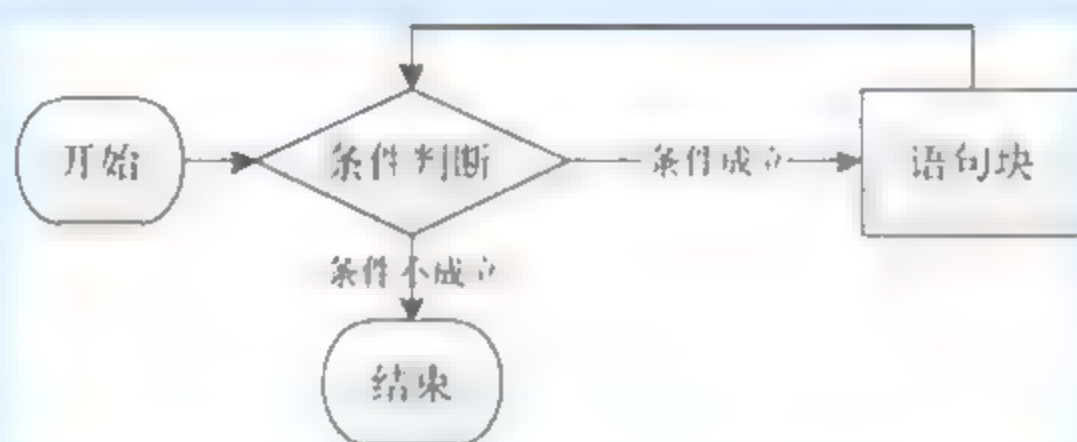 开始
条件判断
条件成立
语句块
条件不成立
结束